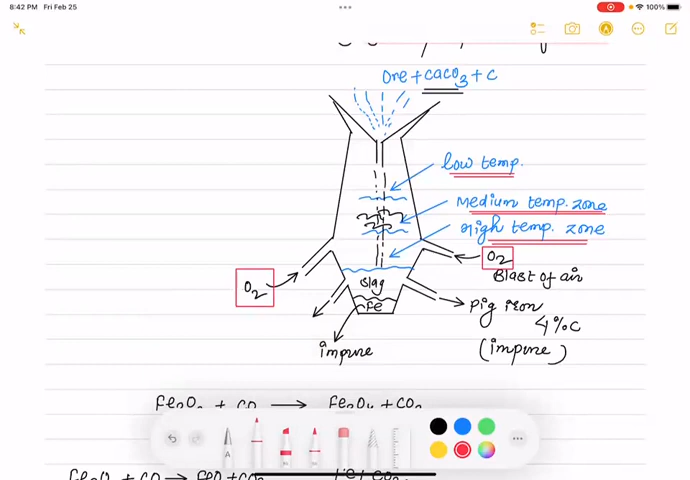 8:42 PM Fri Feb 25
100%
Ore + CaCO3 + C
low temp.
Medium temp. zone
High temp. zone
O2
Blast of air
O2
Slag
Fe
pig iron
4%C
(impure)
impure
Fe2O3 + CO → Fe3O4 + CO2